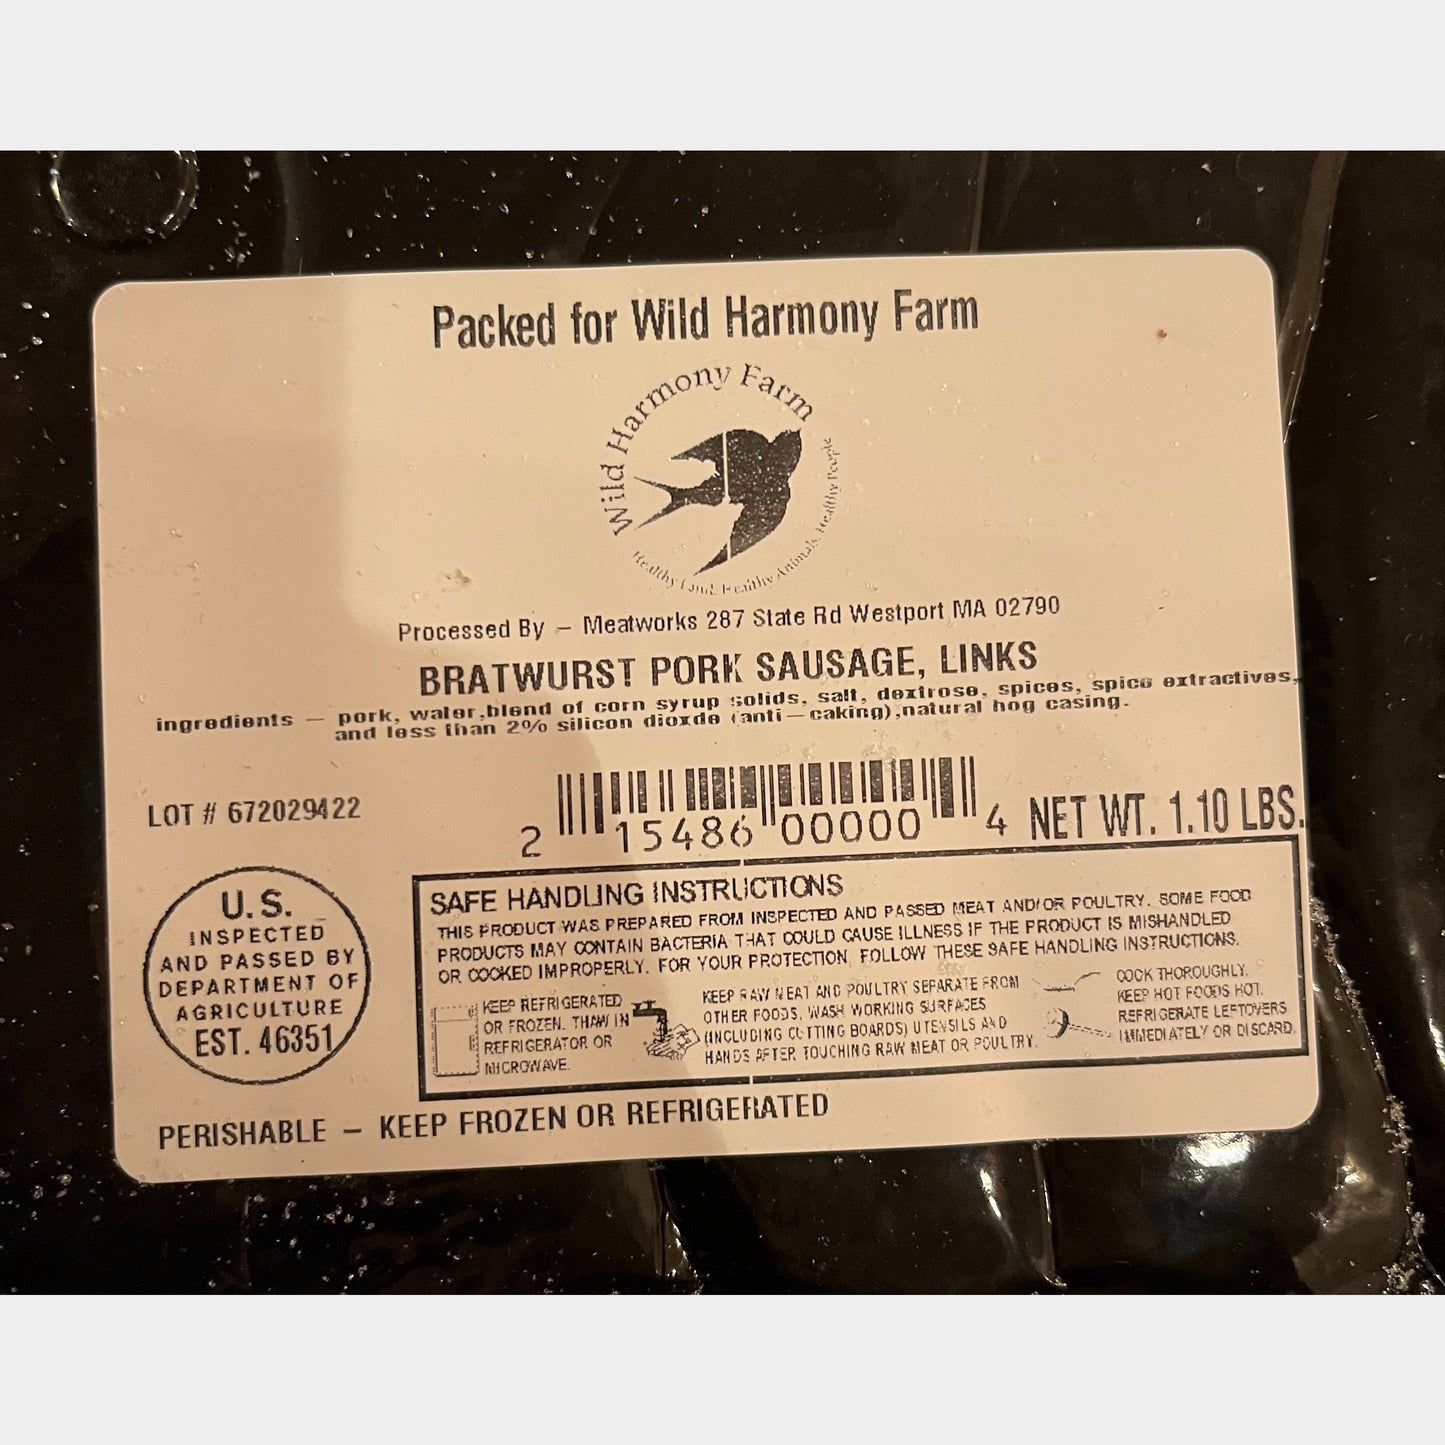 Packed for Wild Harmony Farm
Wild Harmony Farm
Healthy Land, Healthy Animals, Healthy People
Processed By - Meatworks 287 State Rd Westport MA 02790
BRATWURST PORK SAUSAGE, LINKS
ingredients - pork, water,blend of corn syrup solids, salt, dextrose, spices, spice extractives,
and less than 2% silicon dioxde (anti-caking),natural hog casing.
LOT # 672029422
2 15486 00000 4
NET WT. 1.10 LBS.
U.S.
INSPECTED
AND PASSED BY
DEPARTMENT OF
AGRICULTURE
EST. 46351
SAFE HANDLING INSTRUCTIONS
THIS PRODUCT WAS PREPARED FROM INSPECTED AND PASSED MEAT AND/OR POULTRY. SOME FOOD
PRODUCTS MAY CONTAIN BACTERIA THAT COULD CAUSE ILLNESS IF THE PRODUCT IS MISHANDLED
OR COOKED IMPROPERLY. FOR YOUR PROTECTION, FOLLOW THESE SAFE HANDLING INSTRUCTIONS.
KEEP REFRIGERATED
OR FROZEN. THAW IN
REFRIGERATOR OR
MICROWAVE.
KEEP RAW MEAT AND POULTRY SEPARATE FROM
OTHER FOODS, WASH WORKING SURFACES
(INCLUDING CUTTING BOARDS) UTENSILS AND
HANDS AFTER TOUCHING RAW MEAT OR POULTRY.
COOK THOROUGHLY.
KEEP HOT FOODS HOT.
REFRIGERATE LEFTOVERS
IMMEDIATELY OR DISCARD.
PERISHABLE - KEEP FROZEN OR REFRIGERATED